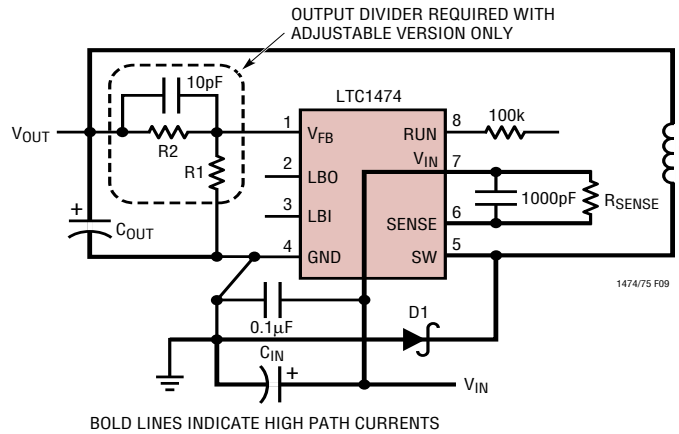 OUTPUT DIVIDER REQUIRED WITH
ADJUSTABLE VERSION ONLY
10pF
LTC1474
VOUT
R2
R1
1
VFB
2
LBO
3
LBI
4
GND
8
RUN
100k
7
VIN
6
SENSE
5
SW
1000pF
RSENSE
+
COUT
1474/75 F09
0.1µF
D1
CIN
+
VIN
BOLD LINES INDICATE HIGH PATH CURRENTS